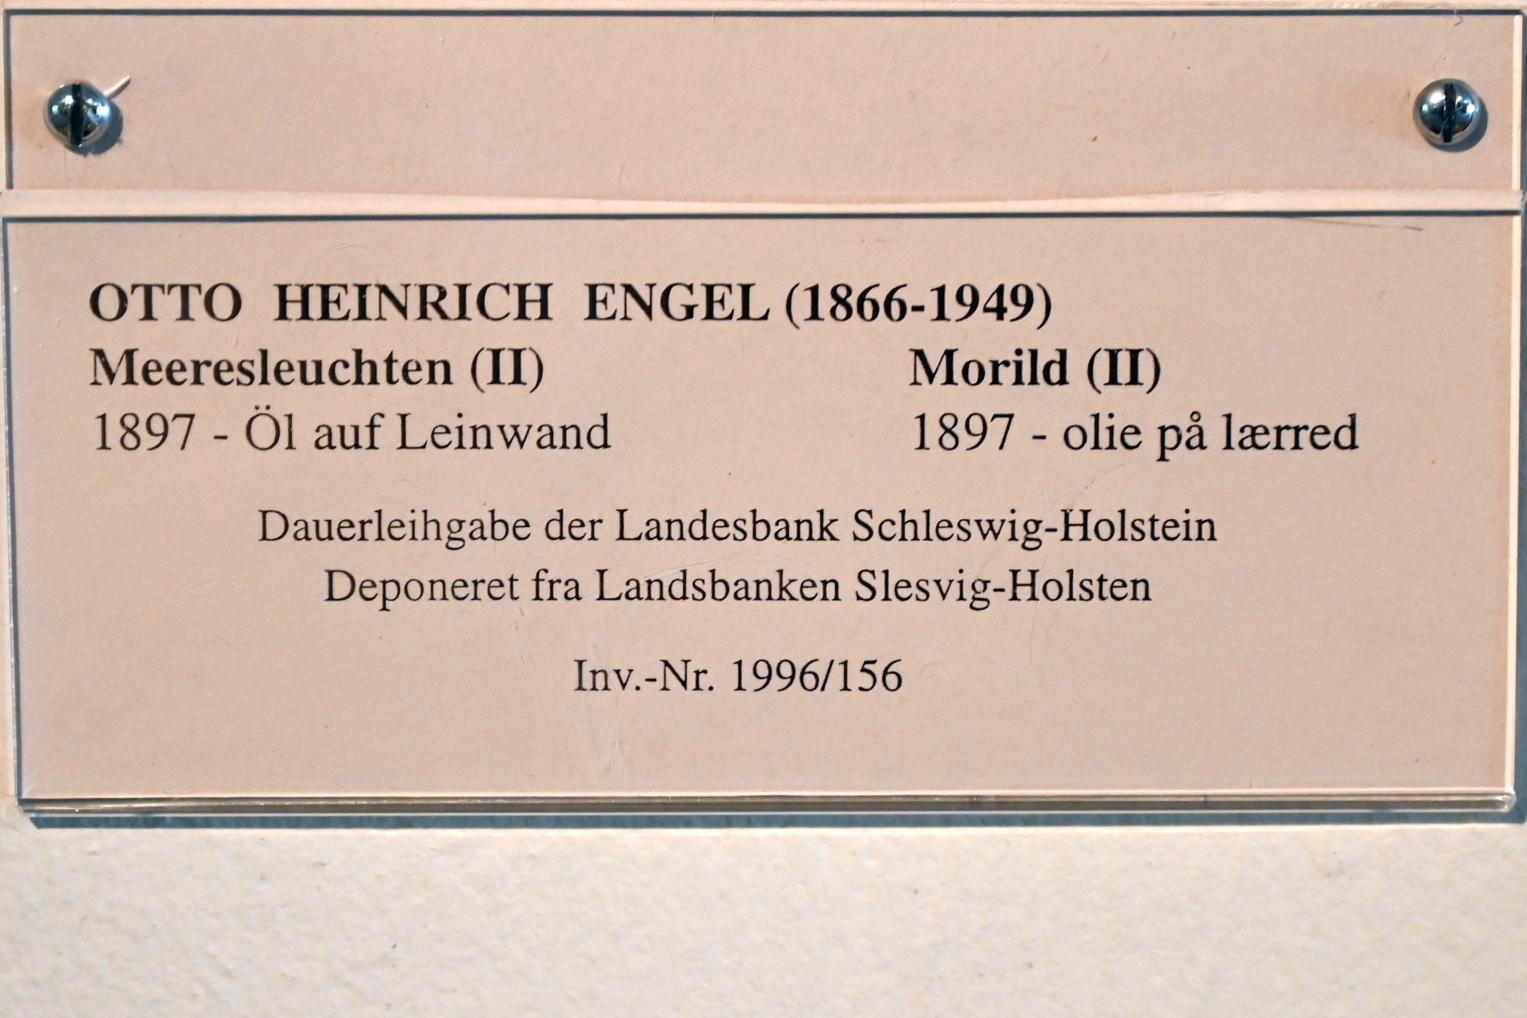 OTTO HEINRICH ENGEL (1866-1949)
Meeresleuchten (II) Morild (II)
1897 - Öl auf Leinwand 1897 - olie på lærred
Dauerleihgabe der Landesbank Schleswig-Holstein
Deponeret fra Landsbanken Slesvig-Holsten
Inv.-Nr. 1996/156